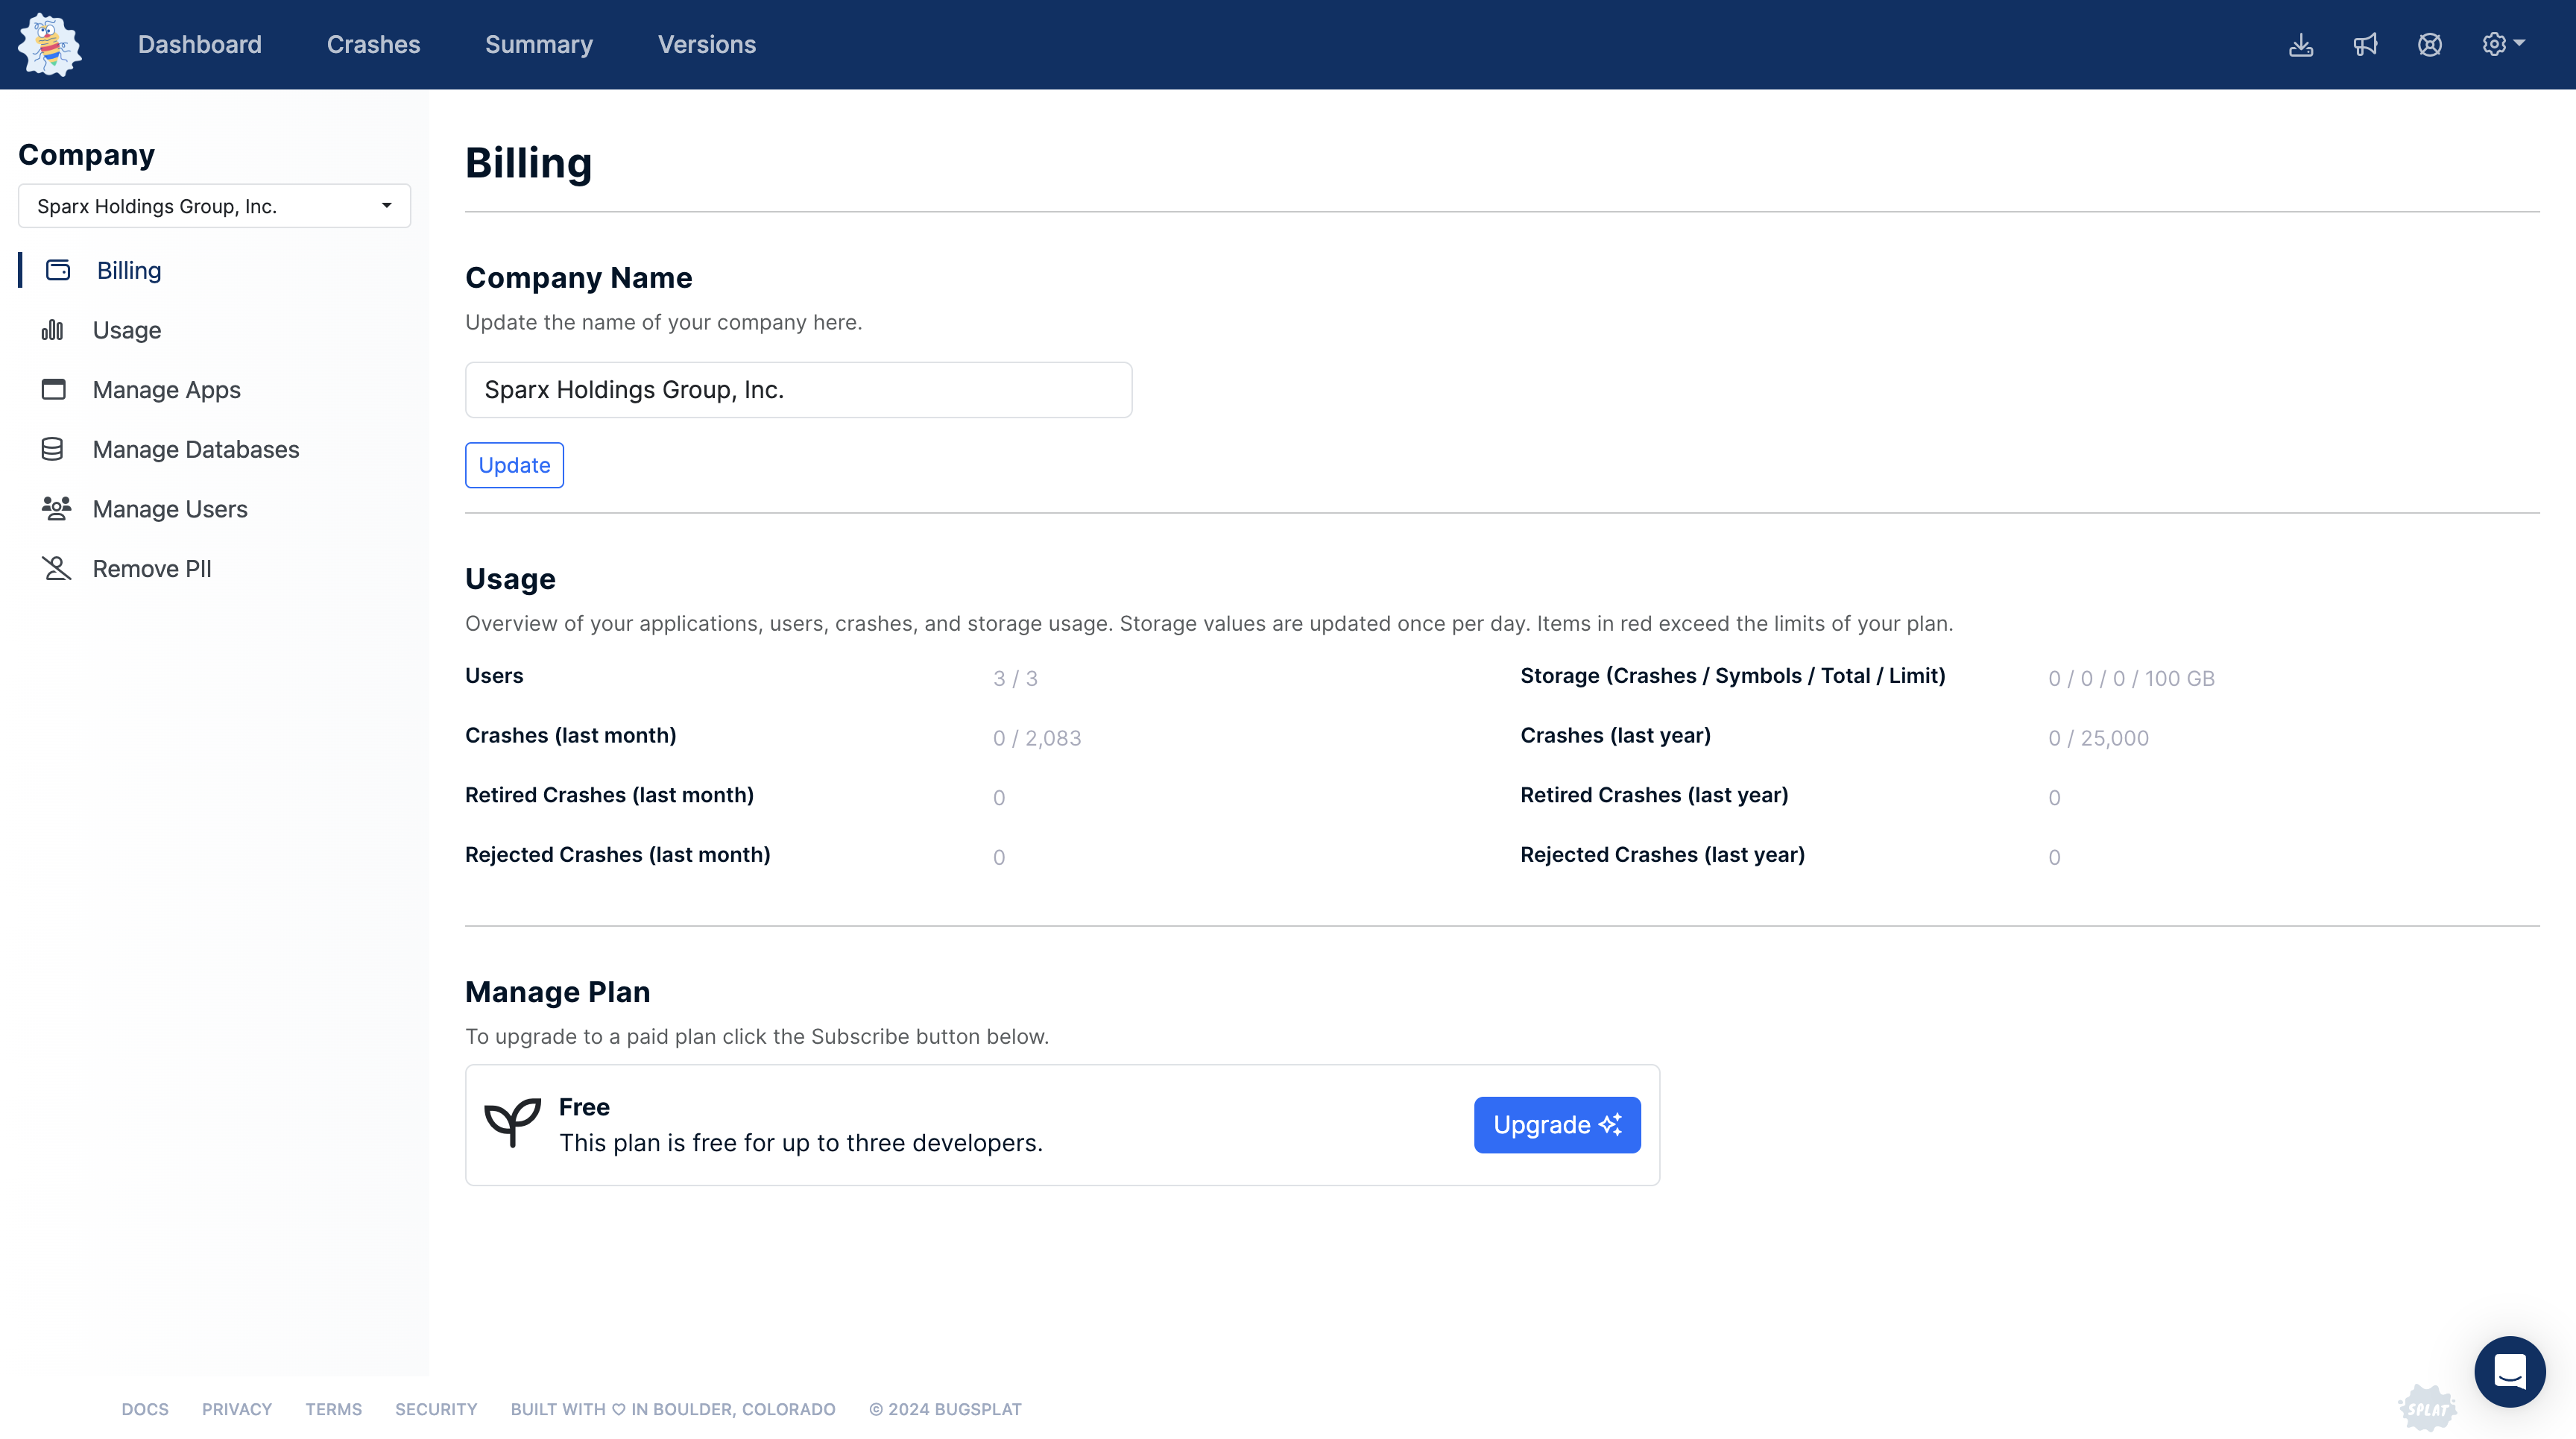 Dashboard
Crashes
Summary
Versions
Company
Sparx Holdings Group, Inc.
Billing
Usage
Manage Apps
Manage Databases
Manage Users
Remove PII
Billing
Company Name
Update the name of your company here.
Sparx Holdings Group, Inc.
Update
Usage
Overview of your applications, users, crashes, and storage usage. Storage values are updated once per day. Items in red exceed the limits of your plan.
Users 3 / 3 Storage (Crashes / Symbols / Total / Limit) 0 / 0 / 0 / 100 GB
Crashes (last month) 0 / 2,083 Crashes (last year) 0 / 25,000
Retired Crashes (last month) 0 Retired Crashes (last year) 0
Rejected Crashes (last month) 0 Rejected Crashes (last year) 0
Manage Plan
To upgrade to a paid plan click the Subscribe button below.
Free
This plan is free for up to three developers.
Upgrade
DOCS PRIVACY TERMS SECURITY BUILT WITH ♡ IN BOULDER, COLORADO © 2024 BUGSPLAT
SPLAT